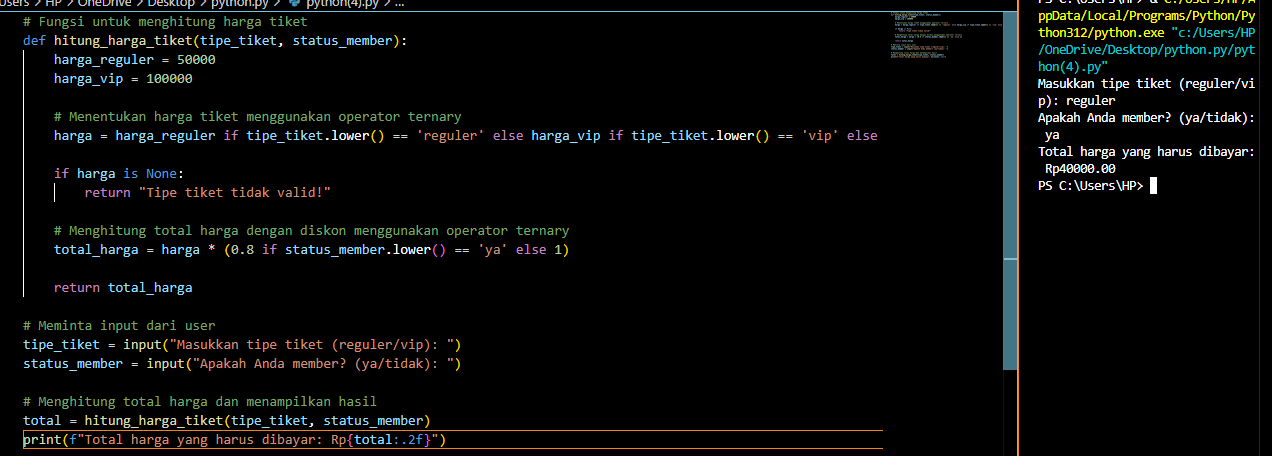 Users > HP > OneDrive > Desktop > python.py > python(4).py > ...
# Fungsi untuk menghitung harga tiket
def hitung_harga_tiket(tipe_tiket, status_member):
    harga_reguler = 50000
    harga_vip = 100000
    # Menentukan harga tiket menggunakan operator ternary
    harga = harga_reguler if tipe_tiket.lower() == 'reguler' else harga_vip if tipe_tiket.lower() == 'vip' else
    if harga is None:
        return "Tipe tiket tidak valid!"
    # Menghitung total harga dengan diskon menggunakan operator ternary
    total_harga = harga * (0.8 if status_member.lower() == 'ya' else 1)
    return total_harga
# Meminta input dari user
tipe_tiket = input("Masukkan tipe tiket (reguler/vip): ")
status_member = input("Apakah Anda member? (ya/tidak): ")
# Menghitung total harga dan menampilkan hasil
total = hitung_harga_tiket(tipe_tiket, status_member)
print(f"Total harga yang harus dibayar: Rp{total:.2f}")
PS C:\Users\HP> & C:/Users/HP/A
ppData/Local/Programs/Python/Py
thon312/python.exe "c:/Users/HP
/OneDrive/Desktop/python.py/pyt
hon(4).py"
Masukkan tipe tiket (reguler/vi
p): reguler
Apakah Anda member? (ya/tidak):
 ya
Total harga yang harus dibayar:
 Rp40000.00
PS C:\Users\HP>